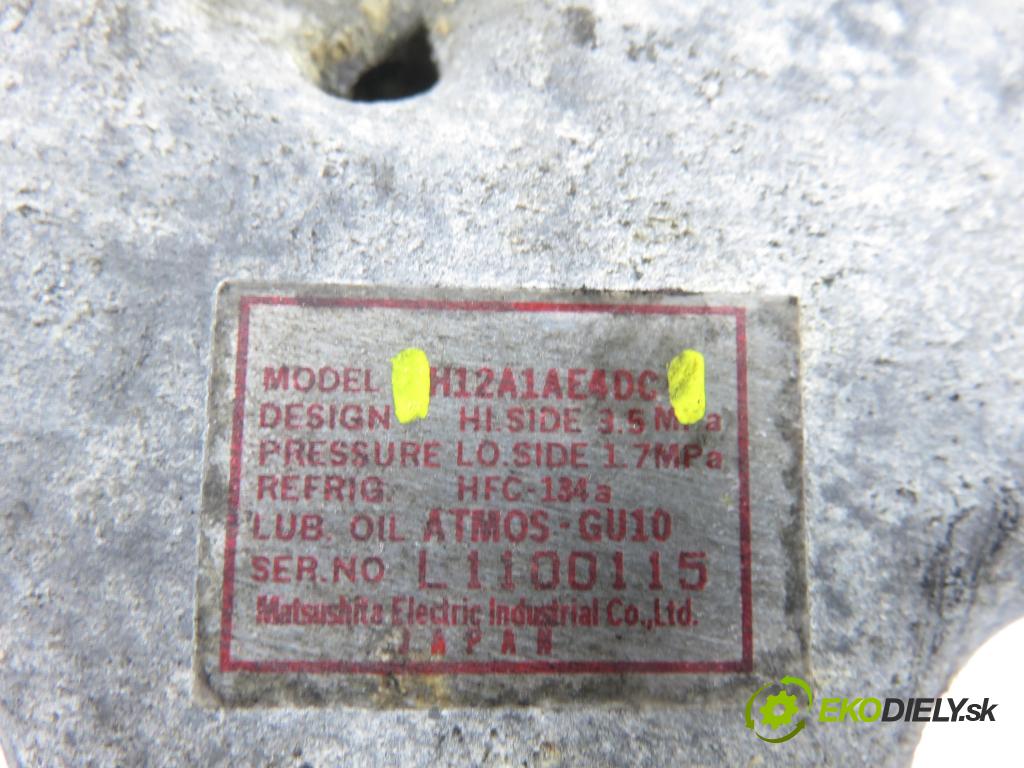 MODEL H12A1AE4DC
DESIGN HI.SIDE 3.5 MPa
PRESSURE LO.SIDE 1.7MPa
REFRIG. HFC-134a
LUB. OIL ATMOS-GU10
SER.NO L1100115
Matsushita Electric Industrial Co.,Ltd.
JAPAN
EKODIELY.sk